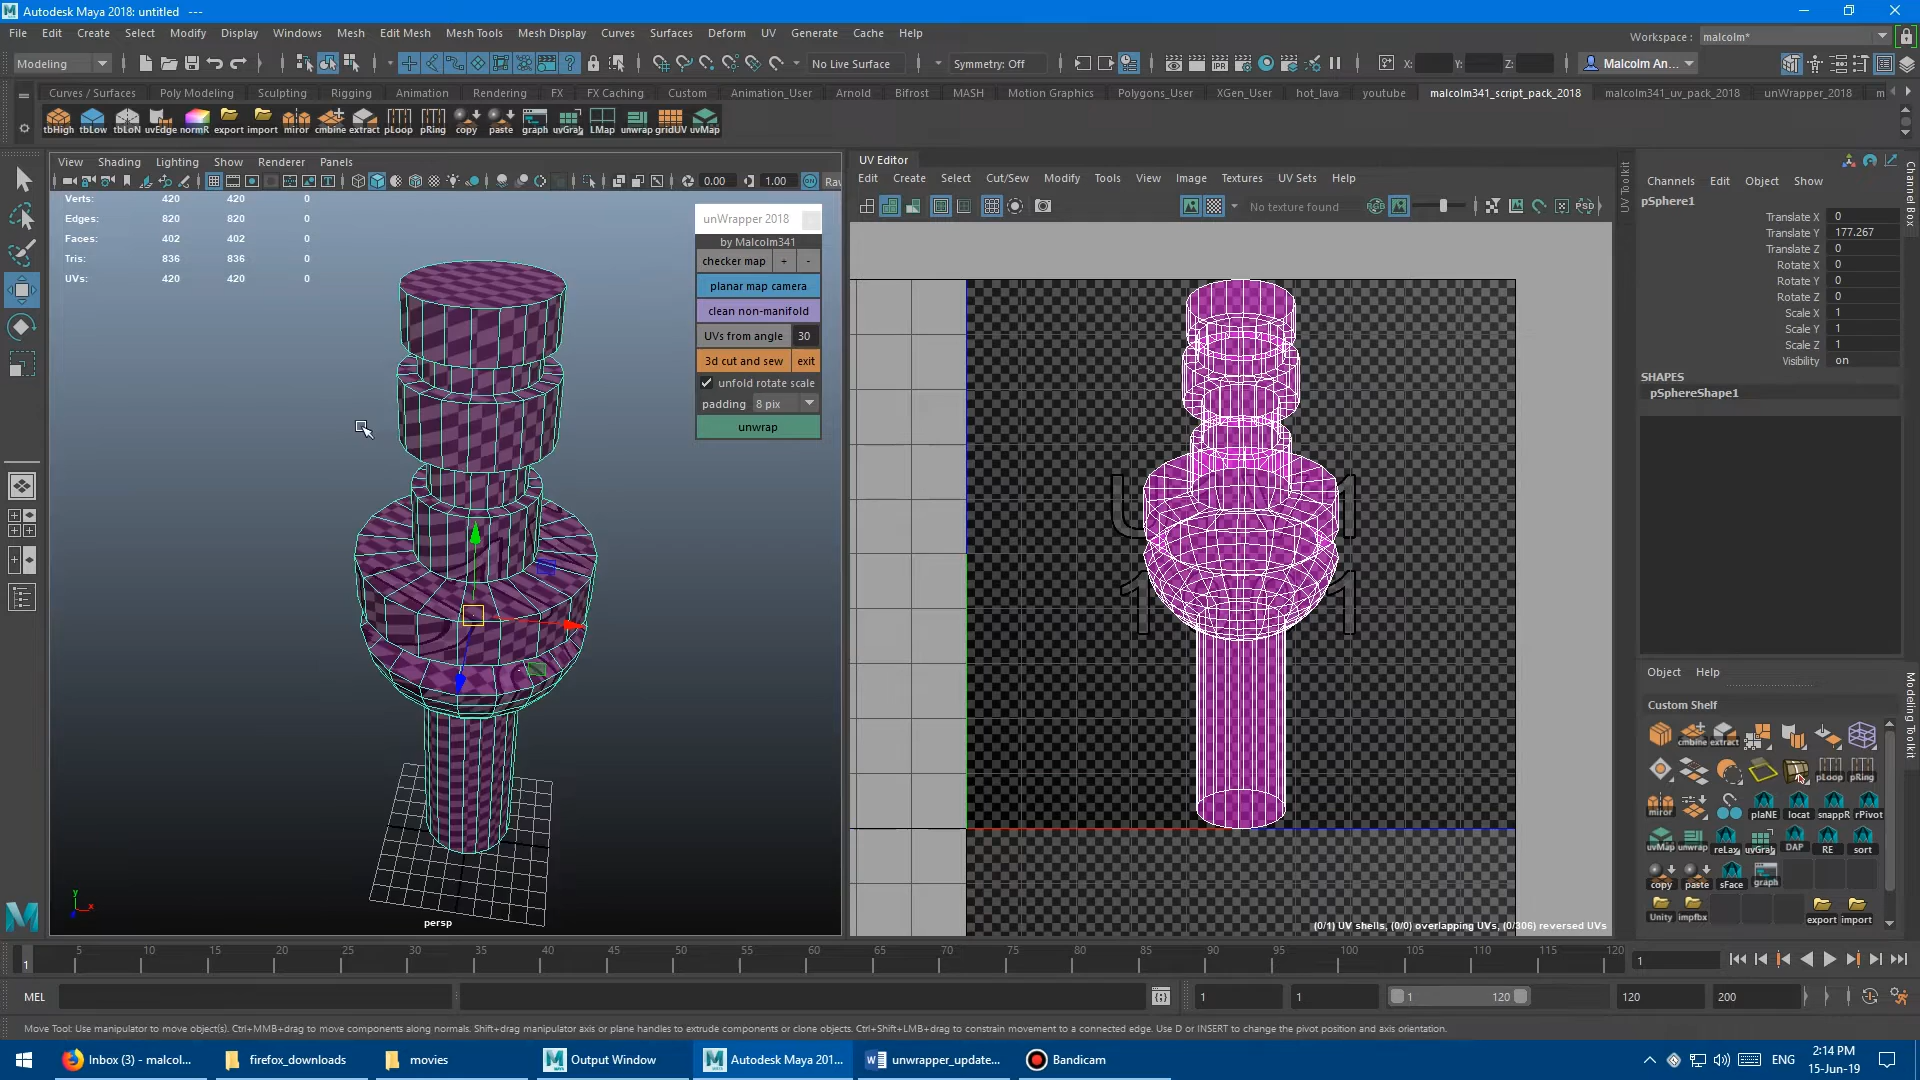 Autodesk Maya 2018: untitled   ---
File Edit Create Select Modify Display Windows Mesh Edit Mesh Mesh Tools Mesh Display Curves Surfaces Deform UV Generate Cache Help
Workspace : malcolm*
Modeling No Live Surface Symmetry: Off X: Y: Z: Malcolm An...
Curves / Surfaces Poly Modeling Sculpting Rigging Animation Rendering FX FX Caching Custom Animation_User Arnold Bifrost MASH Motion Graphics Polygons_User XGen_User hot_lava youtube malcolm341_script_pack_2018 malcolm341_uv_pack_2018 unWrapper_2018 m
tbHigh tbLow tbLoN uvEdge normR export import miror cmbine extract pLoop pRing copy paste graph uvGrab LMap unwrap gridUV uvMap
View Shading Lighting Show Renderer Panels
0.00 1.00 Raw
Verts: 420 420 0
Edges: 820 820 0
Faces: 402 402 0
Tris: 836 836 0
UVs: 420 420 0
unWrapper 2018
by Malcolm341
checker map + -
planar map camera
clean non-manifold
UVs from angle 30
3d cut and sew exit
unfold rotate scale
padding 8 pix
unwrap
persp
y
x
UV Editor
Edit Create Select Cut/Sew Modify Tools View Image Textures UV Sets Help
No texture found
(0/1) UV shells, (0/0) overlapping UVs, (0/306) reversed UVs
UV Toolkit
Channels Edit Object Show
pSphere1
Translate X 0
Translate Y 177.267
Translate Z 0
Rotate X 0
Rotate Y 0
Rotate Z 0
Scale X 1
Scale Y 1
Scale Z 1
Visibility on
SHAPES
pSphereShape1
Channel Box
Object Help
Custom Shelf
cmbine extract
pLoop pRing
miror plaNE locat snappR rPivot
uvMap unwrap reLax uvGrab DAP RE sort
copy paste sFace graph
Unity impfbx export import
Modeling Toolkit
5 10 15 20 25 30 35 40 45 50 55 60 65 70 75 80 85 90 95 100 105 110 115 120
1 1
MEL
1 1 1 120 120 200
Move Tool: Use manipulator to move object(s). Ctrl+MMB+drag to move components along normals. Shift+drag manipulator axis or plane handles to extrude components or clone objects. Ctrl+Shift+LMB+drag to constrain movement to a connected edge. Use D or INSERT to change the pivot position and axis orientation.
Inbox (3) - malcol... firefox_downloads movies Output Window Autodesk Maya 201... unwrapper_update... Bandicam
ENG 2:14 PM
15-Jun-19